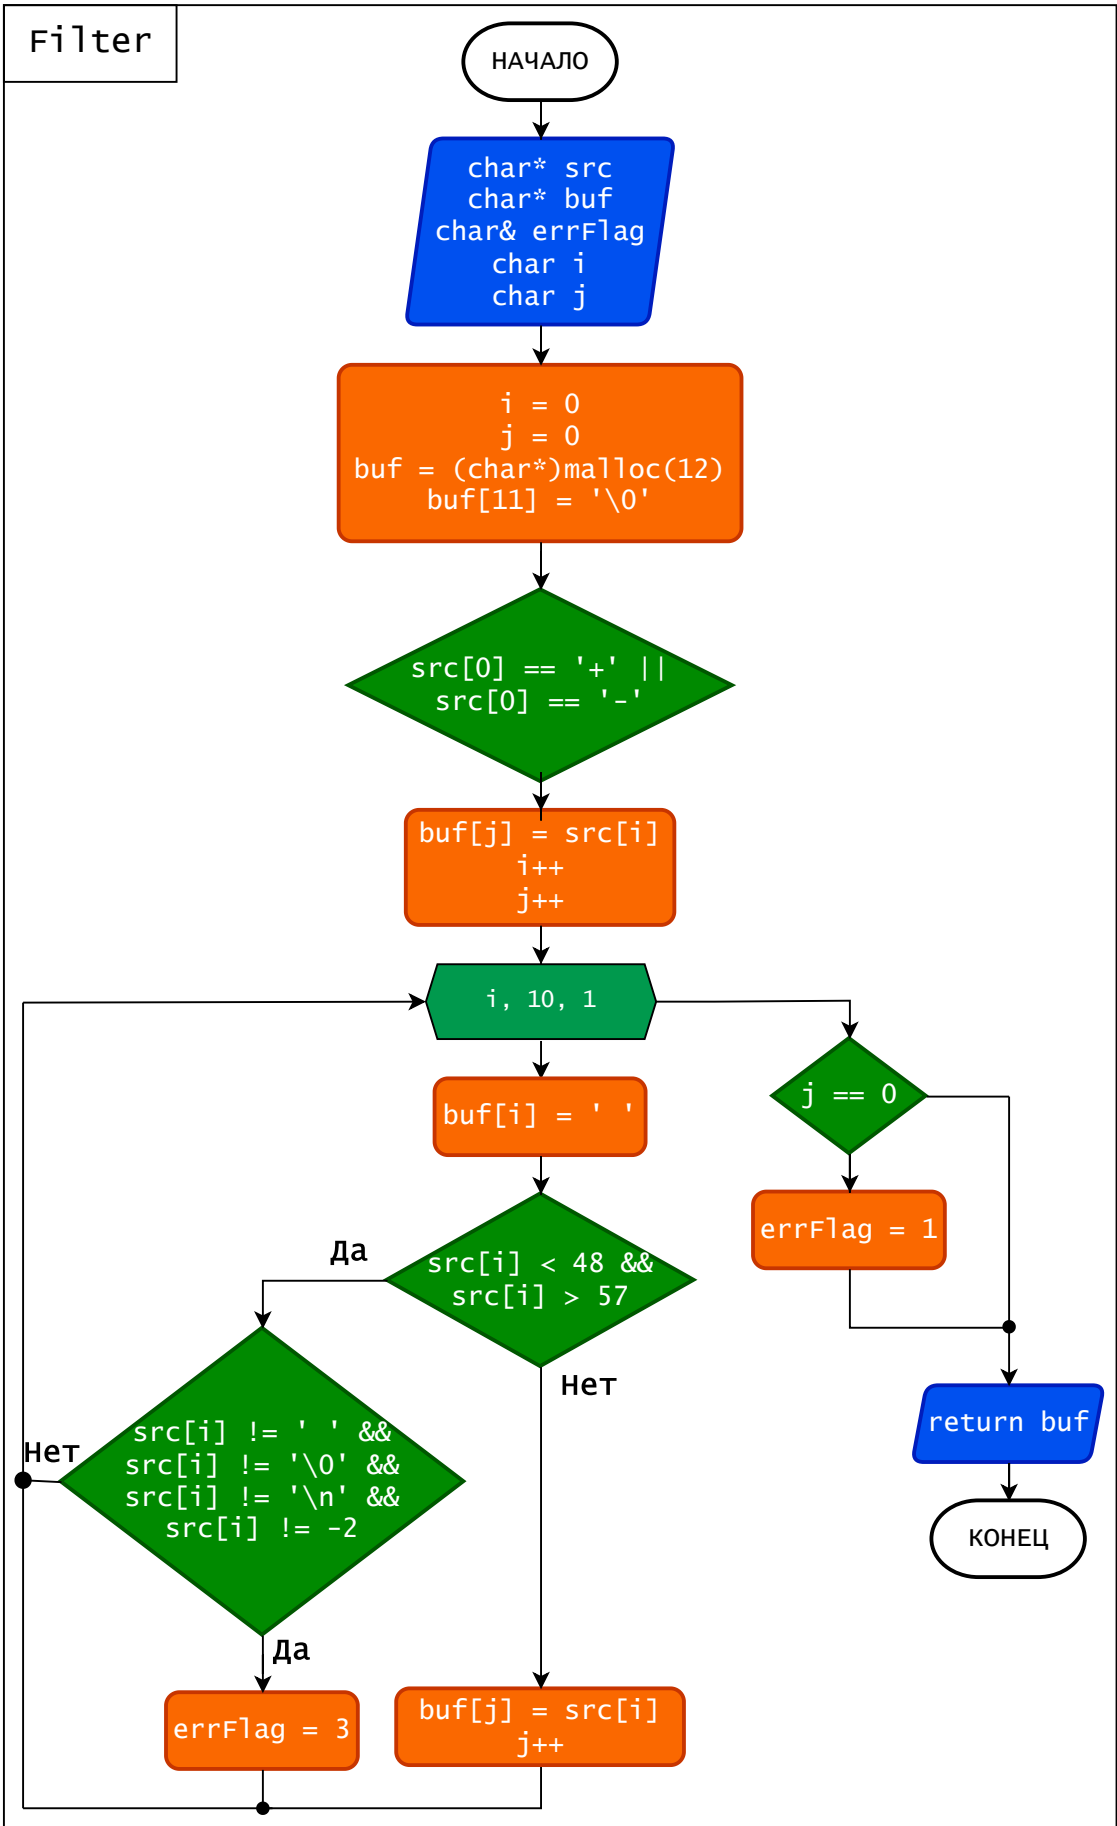 Filter
НАЧАЛО
char* src
char* buf
char& errFlag
char i
char j
i = 0
j = 0
buf = (char*)malloc(12)
buf[11] = '\0'
src[0] == '+' ||
src[0] == '-'
buf[j] = src[i]
i++
j++
i, 10, 1
buf[i] = ' '
j == 0
errFlag = 1
Да
src[i] < 48 &&
src[i] > 57
Нет
return buf
КОНЕЦ
src[i] != ' ' &&
src[i] != '\0' &&
src[i] != '\n' &&
src[i] != -2
Нет
Да
errFlag = 3
buf[j] = src[i]
j++